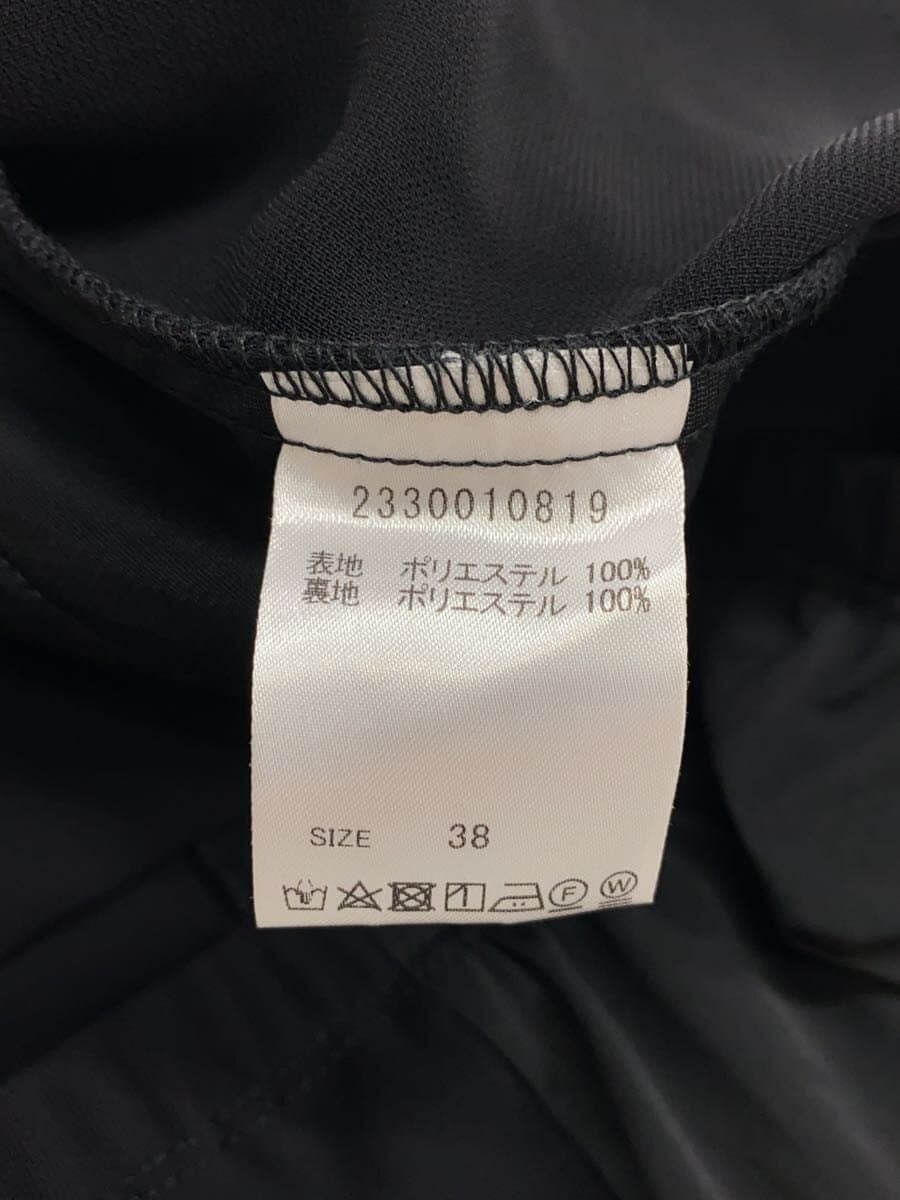 2330010819
表地 ポリエステル 100%
裏地 ポリエステル 100%
SIZE 38
F W